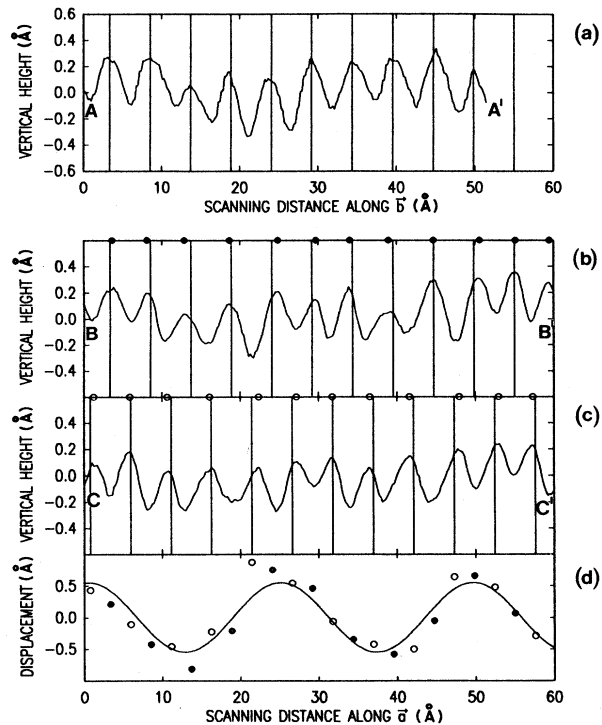 (a)
VERTICAL HEIGHT (Å)
0.6
0.4
0.2
0.0
−0.2
−0.4
0.6
A
A'
0 10 20 30 40 50 60
SCANNING DISTANCE ALONG b⃗ (Å)
(b)
VERTICAL HEIGHT (Å)
0.4
0.2
0.0
−0.2
−0.4
B
B'
(c)
VERTICAL HEIGHT (Å)
0.4
0.2
0.0
−0.2
−0.4
C
C'
(d)
DISPLACEMENT (Å)
0.5
0.0
−0.5
0 10 20 30 40 50 60
SCANNING DISTANCE ALONG a⃗ (Å)